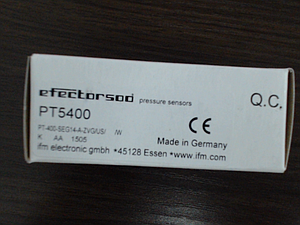 efector500 pressure sensors
Q.C.
PT5400
PT-400-SEG14-A-ZVG/US/ /W
K AA 1505
CE
Made in Germany
ifm electronic gmbh *45128 Essen *www.ifm.com